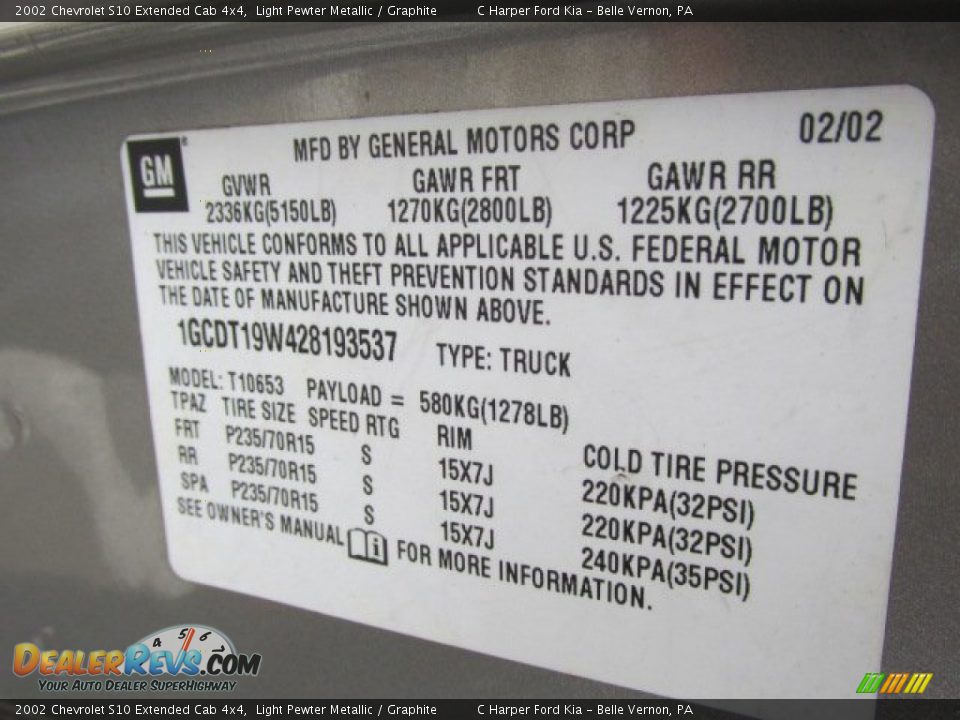 2002 Chevrolet S10 Extended Cab 4x4, Light Pewter Metallic / Graphite C Harper Ford Kia - Belle Vernon, PA
GM MFD BY GENERAL MOTORS CORP 02/02
GVWR GAWR FRT GAWR RR
2336KG(5150LB) 1270KG(2800LB) 1225KG(2700LB)
THIS VEHICLE CONFORMS TO ALL APPLICABLE U.S. FEDERAL MOTOR
VEHICLE SAFETY AND THEFT PREVENTION STANDARDS IN EFFECT ON
THE DATE OF MANUFACTURE SHOWN ABOVE.
1GCDT19W428193537 TYPE: TRUCK
MODEL: T10653 PAYLOAD = 580KG(1278LB)
TPAZ TIRE SIZE SPEED RTG RIM COLD TIRE PRESSURE
FRT P235/70R15 S 15X7J 220KPA(32PSI)
RR P235/70R15 S 15X7J 220KPA(32PSI)
SPA P235/70R15 S 15X7J 240KPA(35PSI)
SEE OWNER'S MANUAL i FOR MORE INFORMATION.
4 5 6
DEALERREVS.COM
YOUR AUTO DEALER SUPERHIGHWAY
2002 Chevrolet S10 Extended Cab 4x4, Light Pewter Metallic / Graphite C Harper Ford Kia - Belle Vernon, PA